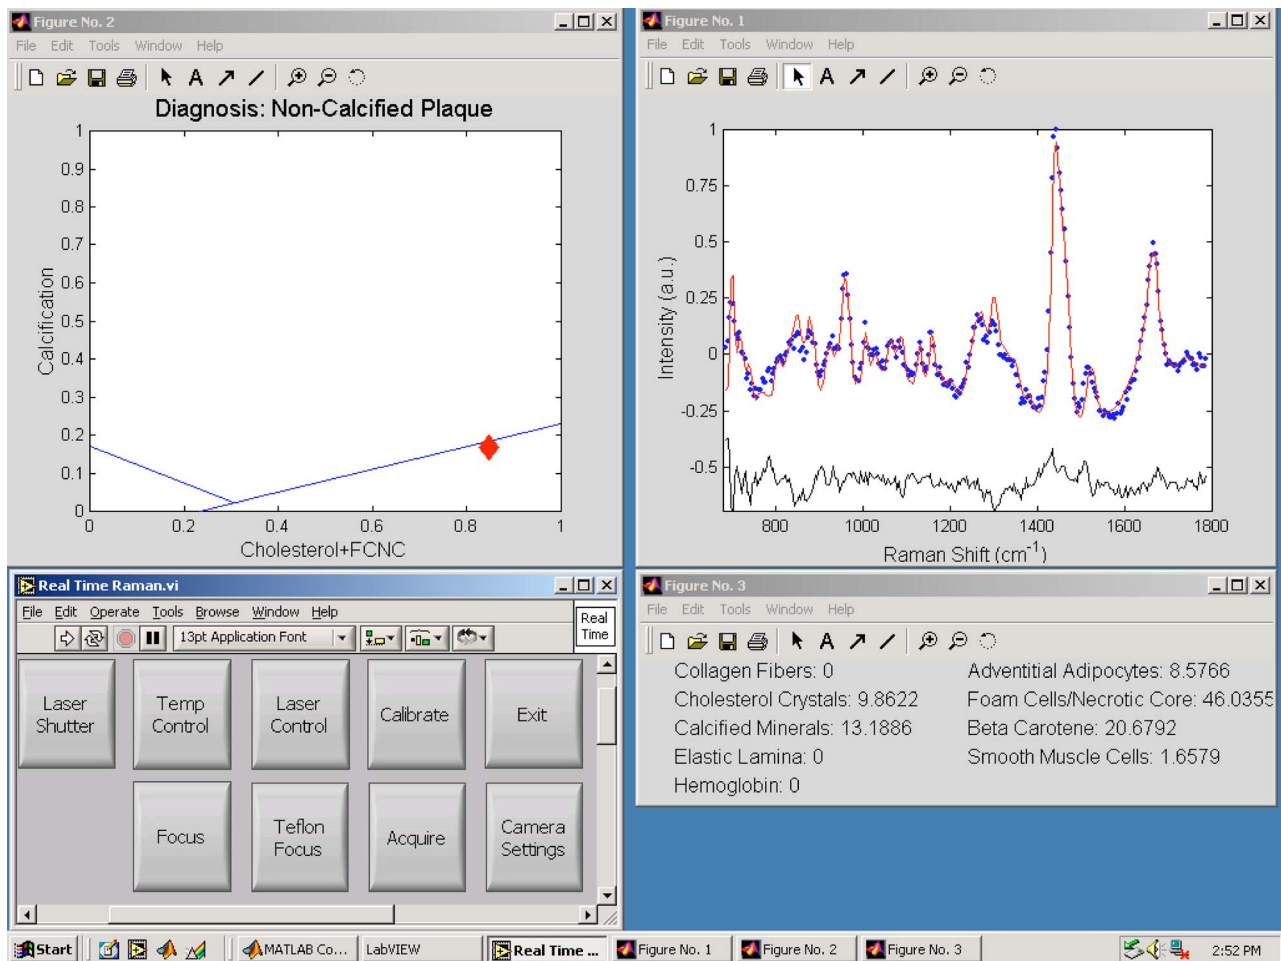 Figure No. 2
File Edit Tools Window Help
Diagnosis: Non-Calcified Plaque
1
0.9
0.8
0.7
0.6
0.5
0.4
0.3
0.2
0.1
0
Calcification
0 0.2 0.4 0.6 0.8 1
Cholesterol+FCNC
Figure No. 1
File Edit Tools Window Help
1
0.75
0.5
0.25
0
-0.25
-0.5
Intensity (a.u.)
800 1000 1200 1400 1600 1800
Raman Shift (cm⁻¹)
Real Time Raman.vi
File Edit Operate Tools Browse Window Help
Real
Time
13pt Application Font
Laser
Shutter
Temp
Control
Laser
Control
Calibrate
Exit
Focus
Teflon
Focus
Acquire
Camera
Settings
Figure No. 3
File Edit Tools Window Help
Collagen Fibers: 0 Adventitial Adipocytes: 8.5766
Cholesterol Crystals: 9.8622 Foam Cells/Necrotic Core: 46.0355
Calcified Minerals: 13.1886 Beta Carotene: 20.6792
Elastic Lamina: 0 Smooth Muscle Cells: 1.6579
Hemoglobin: 0
Start MATLAB Co... LabVIEW Real Time ... Figure No. 1 Figure No. 2 Figure No. 3 2:52 PM